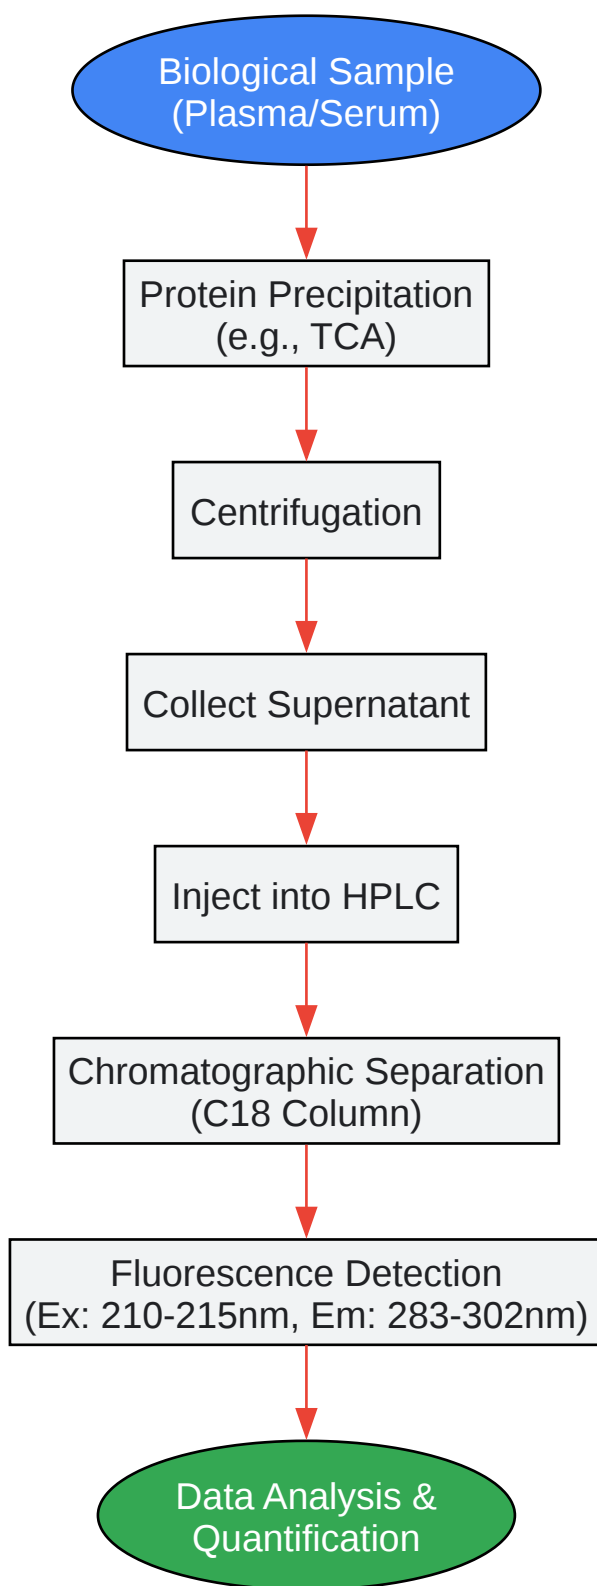 Biological Sample
(Plasma/Serum)
Protein Precipitation
(e.g., TCA)
Centrifugation
Collect Supernatant
Inject into HPLC
Chromatographic Separation
(C18 Column)
Fluorescence Detection
(Ex: 210-215nm, Em: 283-302nm)
Data Analysis &
Quantification